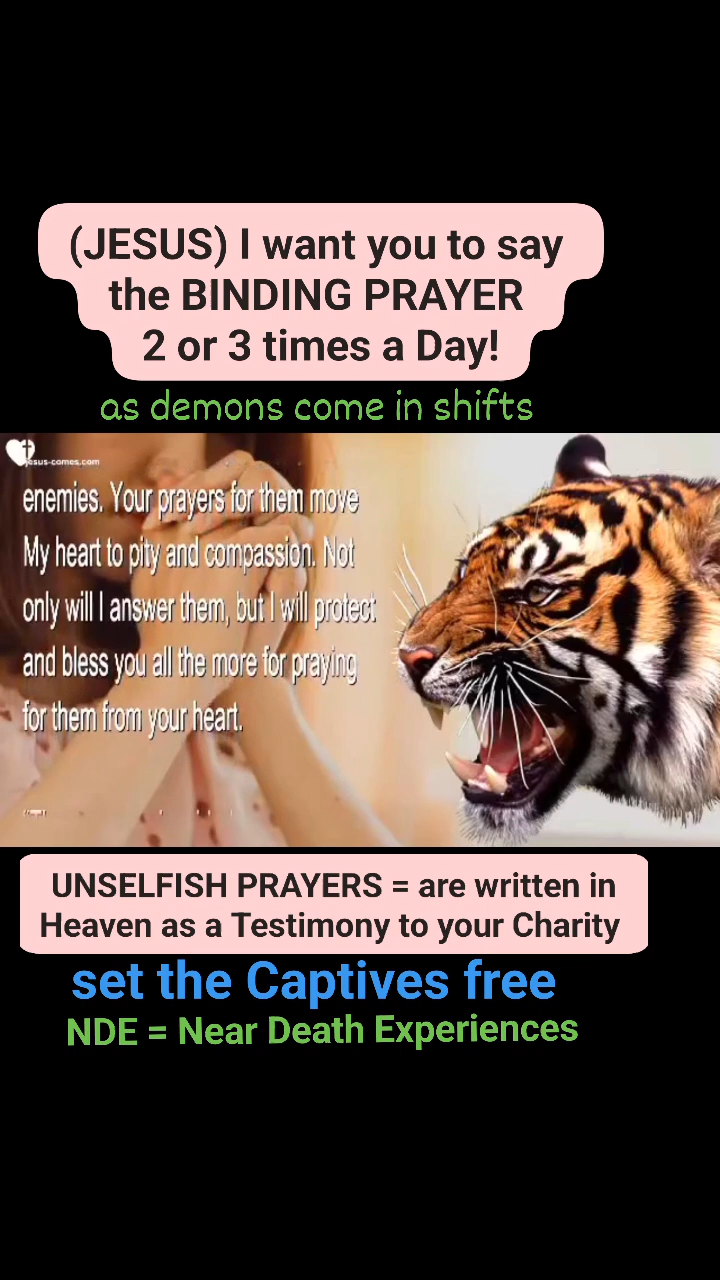 (JESUS) I want you to say
the BINDING PRAYER
2 or 3 times a Day!
as demons come in shifts
jesus-comes.com
enemies. Your prayers for them move
My heart to pity and compassion. Not
only will I answer them, but I will protect
and bless you all the more for praying
for them from your heart.
UNSELFISH PRAYERS = are written in
Heaven as a Testimony to your Charity
set the Captives free
NDE = Near Death Experiences